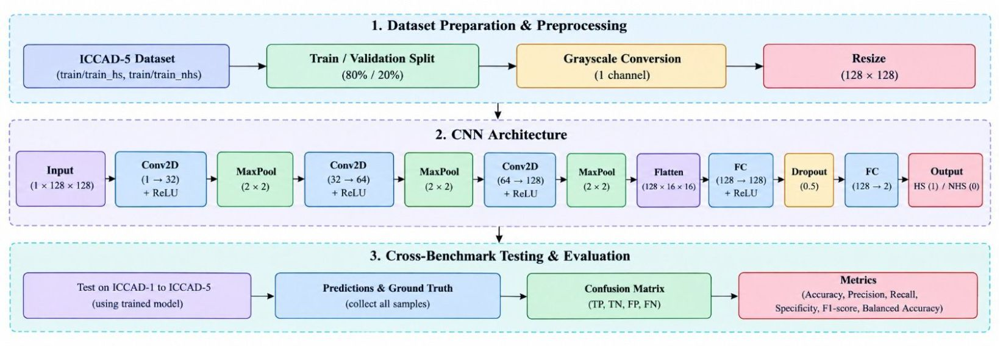 1. Dataset Preparation & Preprocessing
ICCAD-5 Dataset
(train/train_hs, train/train_nhs)
Train / Validation Split
(80% / 20%)
Grayscale Conversion
(1 channel)
Resize
(128 × 128)
2. CNN Architecture
Input
(1 × 128 × 128)
Conv2D
(1 → 32)
+ ReLU
MaxPool
(2 × 2)
Conv2D
(32 → 64)
+ ReLU
MaxPool
(2 × 2)
Conv2D
(64 → 128)
+ ReLU
MaxPool
(2 × 2)
Flatten
(128 × 16 × 16)
FC
(128 → 128)
+ ReLU
Dropout
(0.5)
FC
(128 → 2)
Output
HS (1) / NHS (0)
3. Cross-Benchmark Testing & Evaluation
Test on ICCAD-1 to ICCAD-5
(using trained model)
Predictions & Ground Truth
(collect all samples)
Confusion Matrix
(TP, TN, FP, FN)
Metrics
(Accuracy, Precision, Recall,
Specificity, F1-score, Balanced Accuracy)